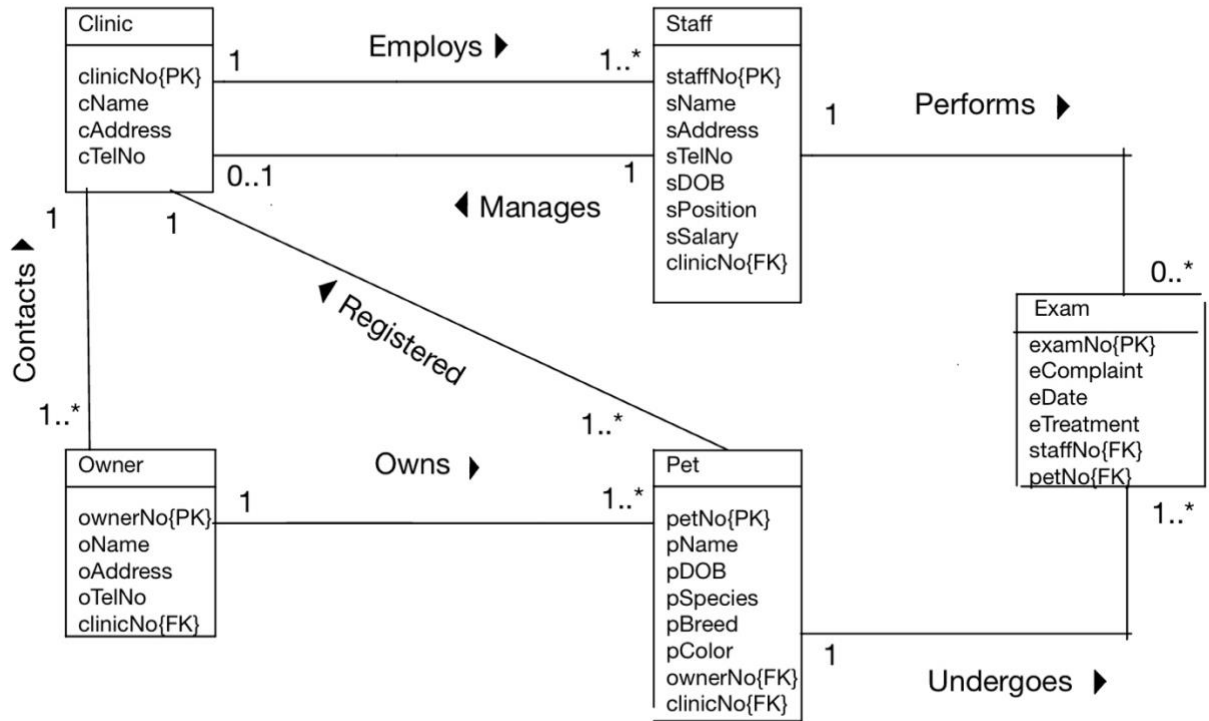 Clinic
clinicNo{PK}
cName
cAddress
cTelNo
Employs
1
1..*
0..1
1
Manages
Staff
staffNo{PK}
sName
sAddress
sTelNo
sDOB
sPosition
sSalary
clinicNo{FK}
Performs
1
0..*
Exam
examNo{PK}
eComplaint
eDate
eTreatment
staffNo{FK}
petNo{FK}
1..*
1
Contacts
1..*
1
Registered
1..*
Owner
ownerNo{PK}
oName
oAddress
oTelNo
clinicNo{FK}
Owns
1
1..*
Pet
petNo{PK}
pName
pDOB
pSpecies
pBreed
pColor
ownerNo{FK}
clinicNo{FK}
1
Undergoes